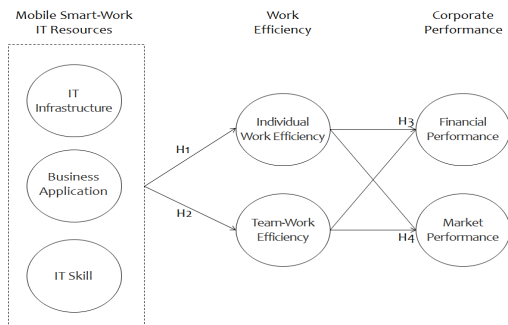 Mobile Smart-Work
IT Resources
Work
Efficiency
Corporate
Performance
IT
Infrastructure
Business
Application
IT Skill
H1
H2
Individual
Work Efficiency
Team-Work
Efficiency
H3
H4
Financial
Performance
Market
Performance